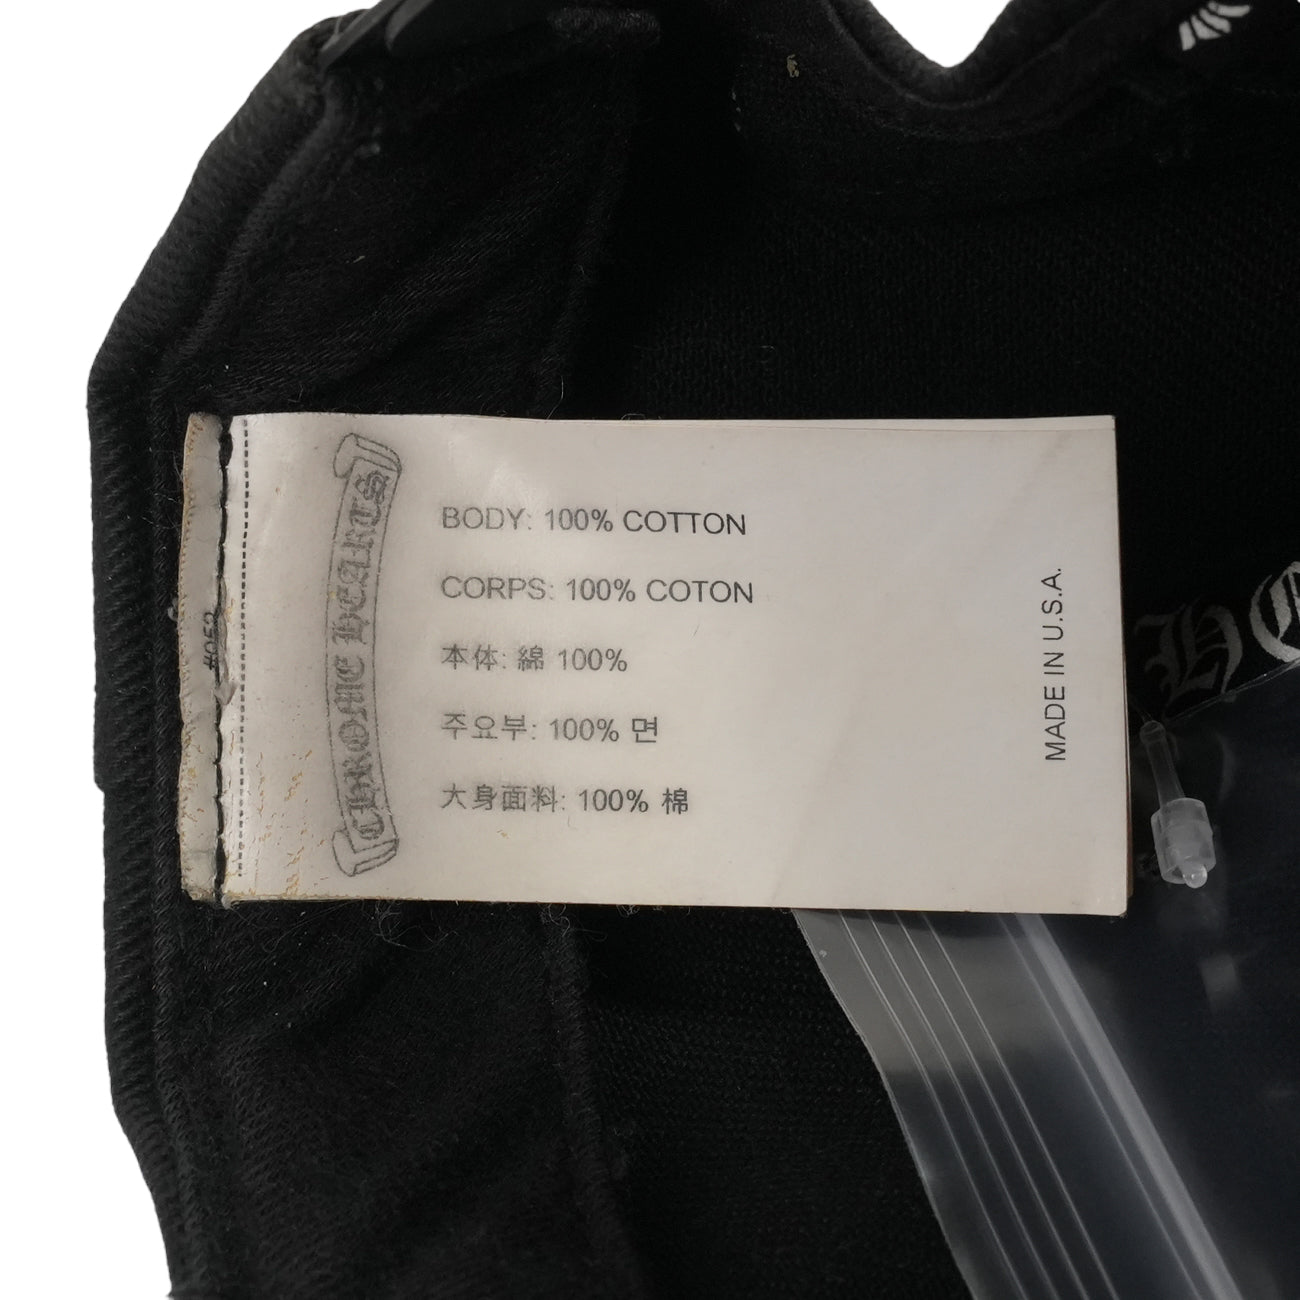 CHROME HEARTS
BODY: 100% COTTON
CORPS: 100% COTON
本体: 綿 100%
주요부: 100% 면
大身面料: 100% 棉
MADE IN U.S.A.